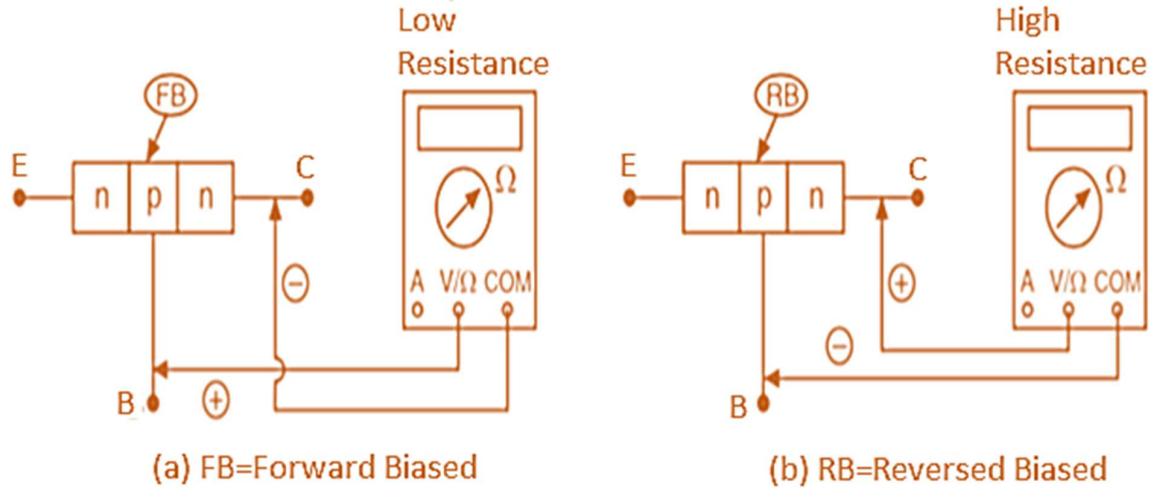 Low
Resistance
FB
E
C
n p n
Ω
A V/Ω COM
−
+
B
(a) FB=Forward Biased
High
Resistance
RB
E
C
n p n
Ω
A V/Ω COM
+
−
B
(b) RB=Reversed Biased